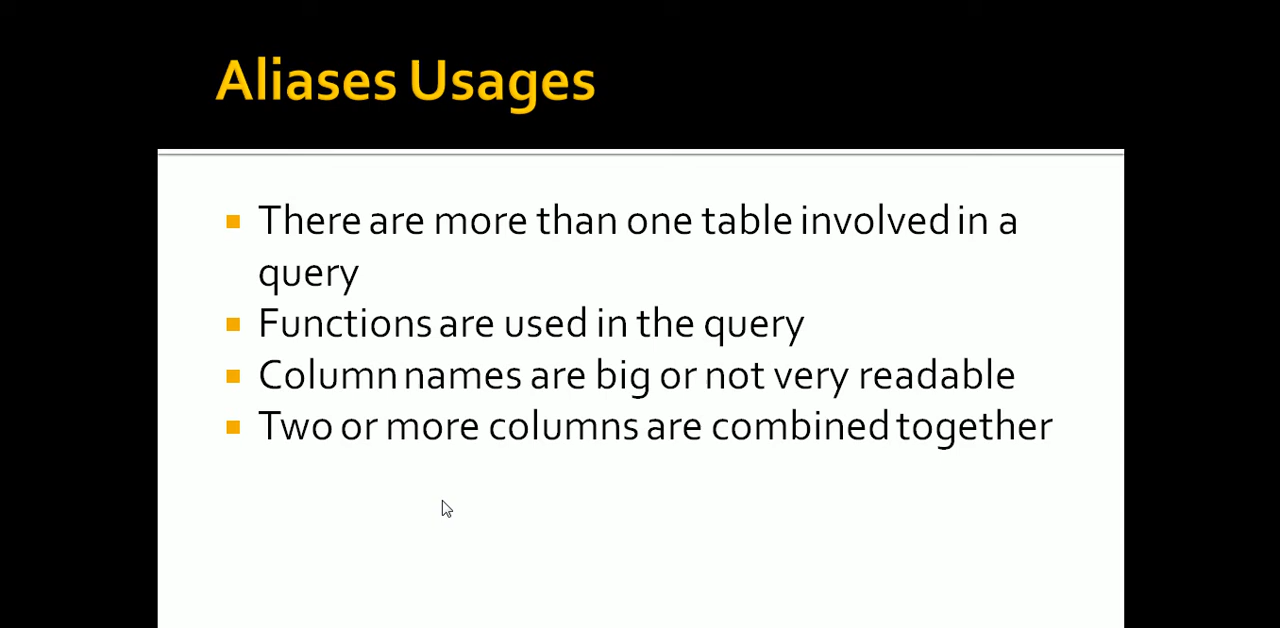 Aliases Usages
There are more than one table involved in a
query
Functions are used in the query
Column names are big or not very readable
Two or more columns are combined together